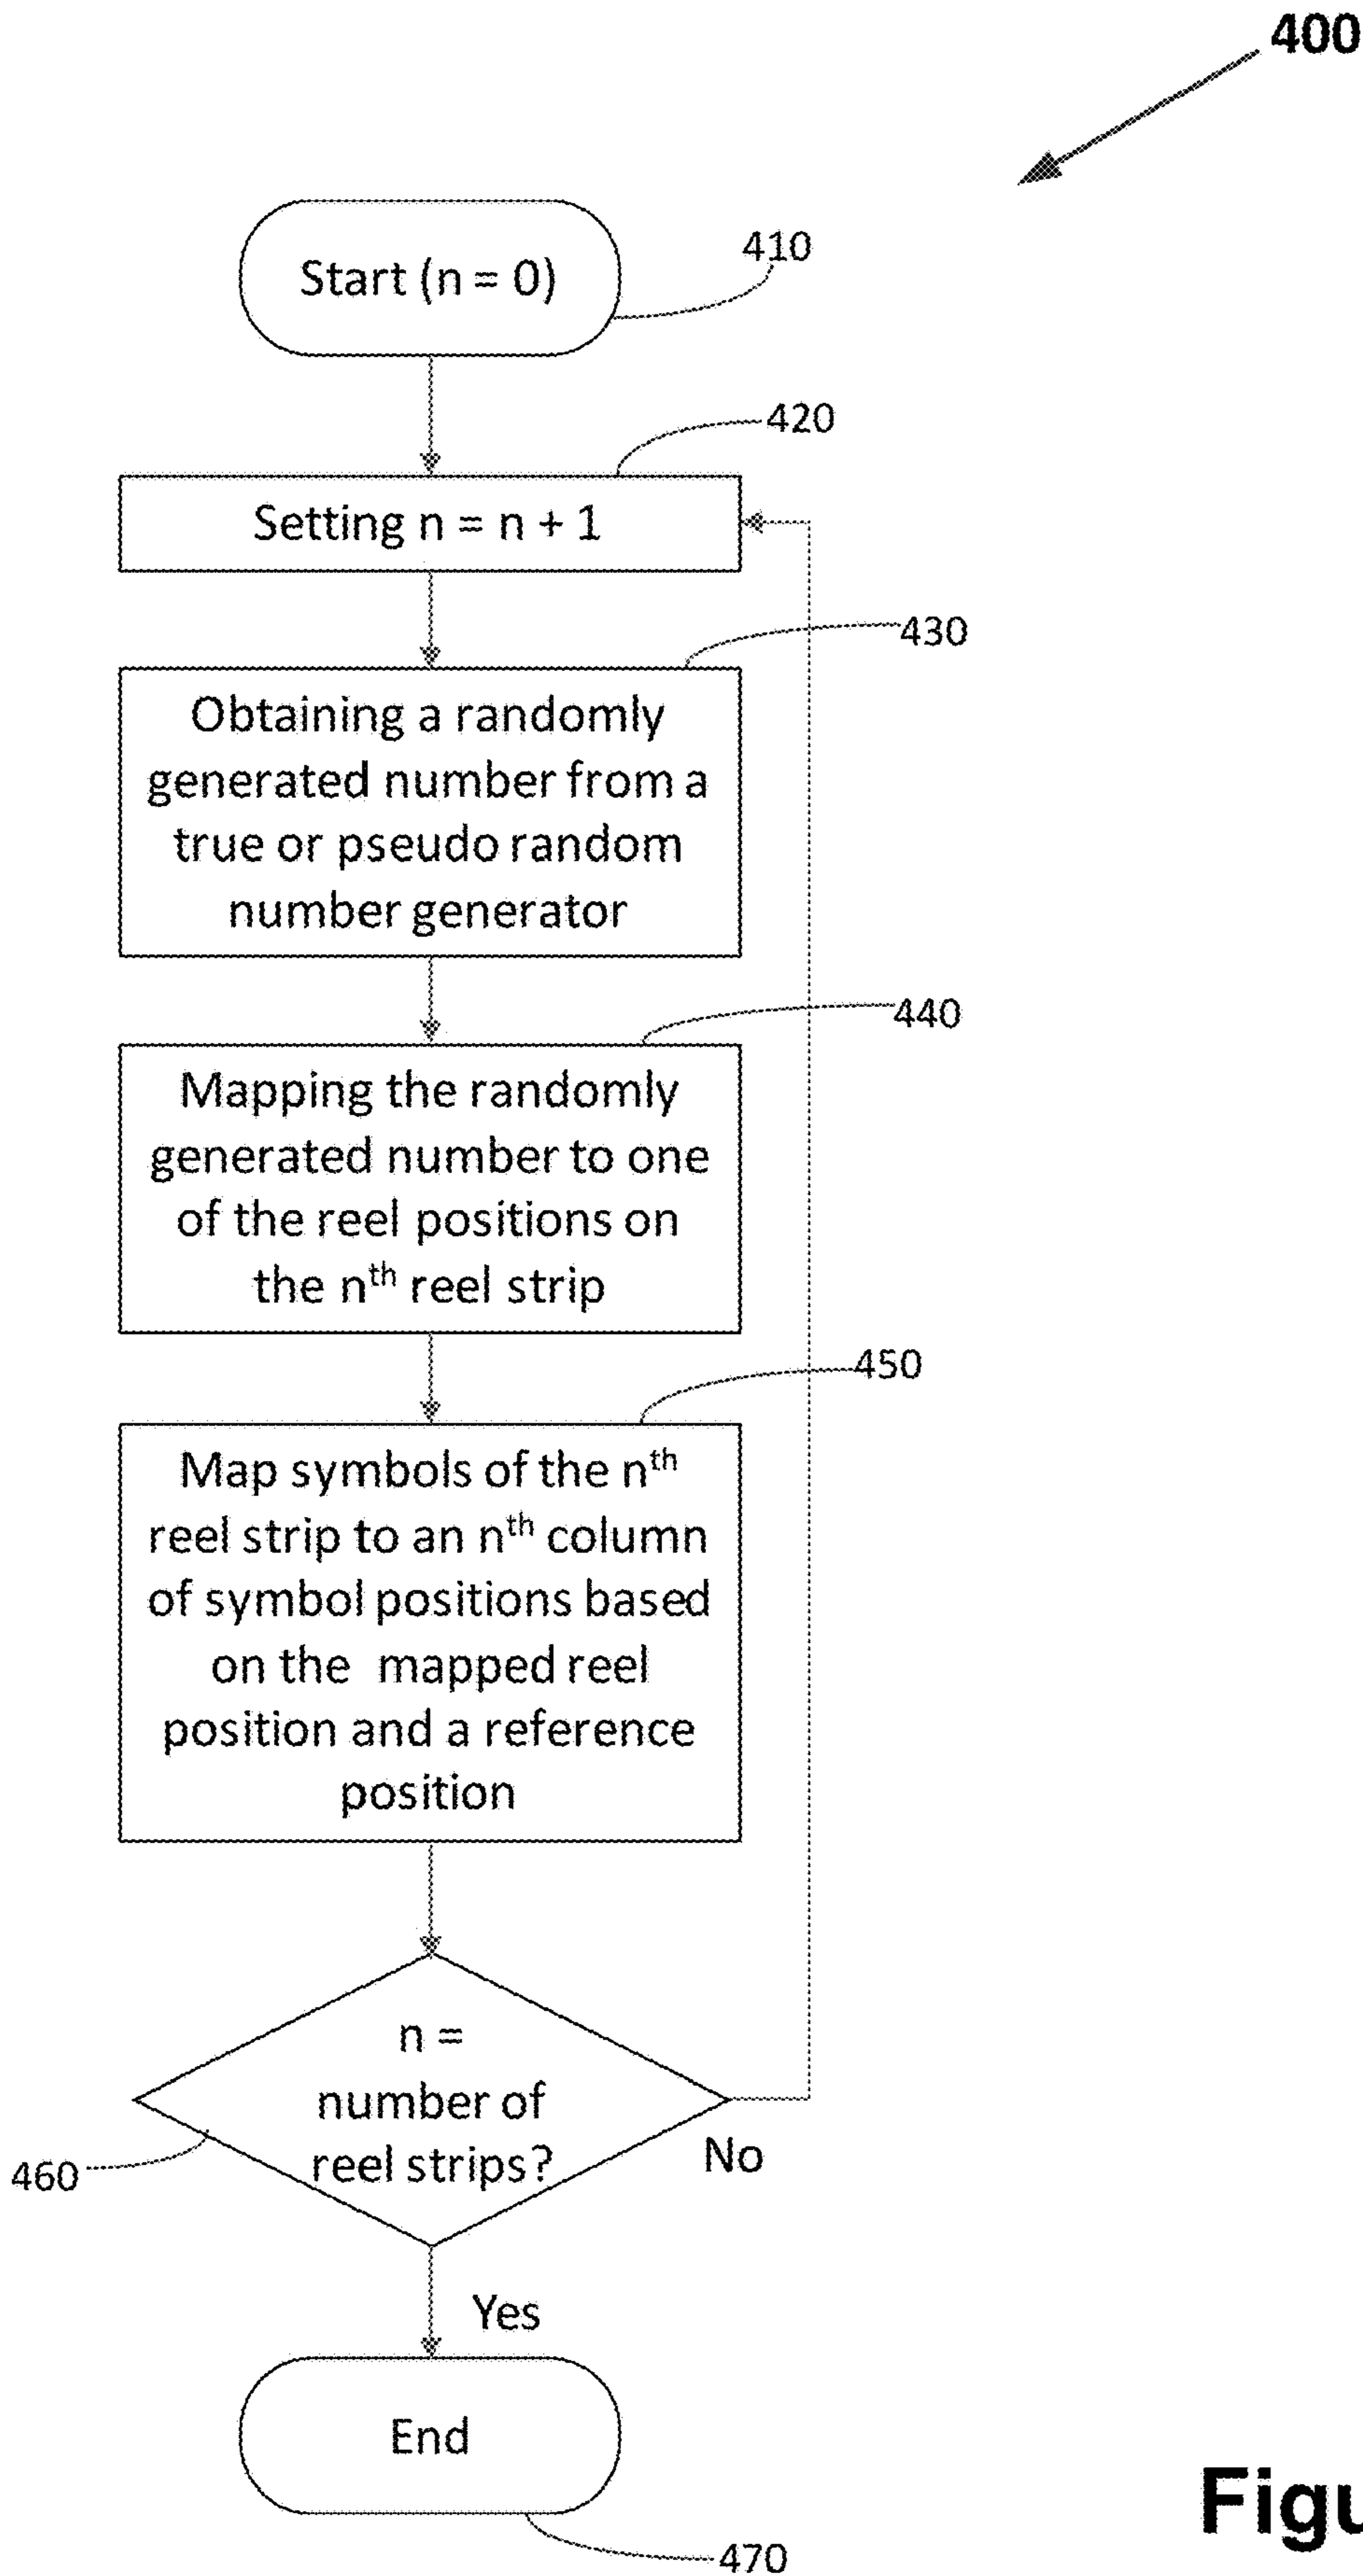 400
Start (n = 0)
410
420
Setting n = n + 1
430
Obtaining a randomly
generated number from a
true or pseudo random
number generator
440
Mapping the randomly
generated number to one
of the reel positions on
the nth reel strip
450
Map symbols of the nth
reel strip to an nth column
of symbol positions based
on the mapped reel
position and a reference
position
n =
number of
reel strips?
460
No
Yes
End
470
Figu